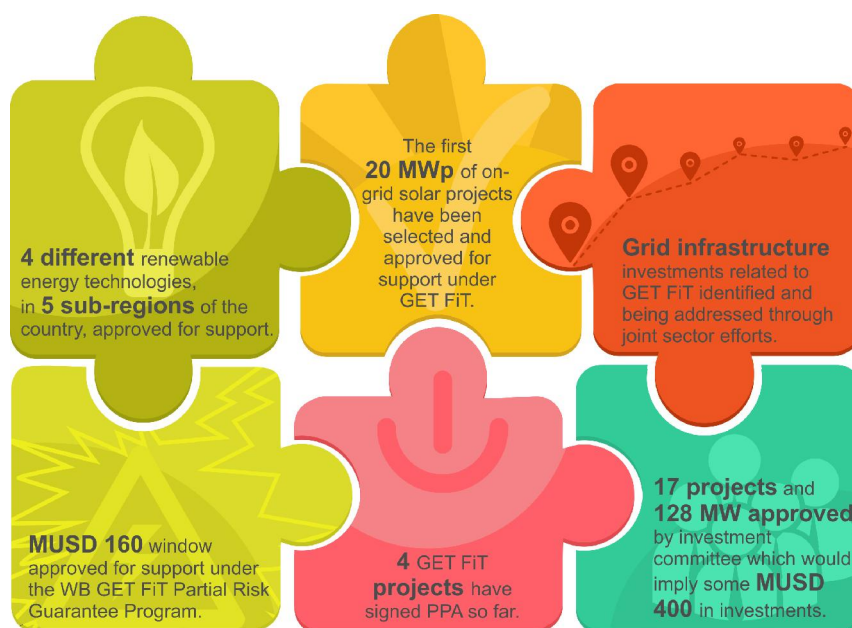 4 different renewable
energy technologies,
in 5 sub-regions of the
country, approved for support.
The first
20 MWp of on-
grid solar projects
have been
selected and
approved for
support under
GET FiT.
Grid infrastructure
investments related to
GET FiT identified and
being addressed through
joint sector efforts.
MUSD 160 window
approved for support under
the WB GET FiT Partial Risk
Guarantee Program.
4 GET FiT
projects have
signed PPA so far.
17 projects and
128 MW approved
by investment
committee which would
imply some MUSD
400 in investments.